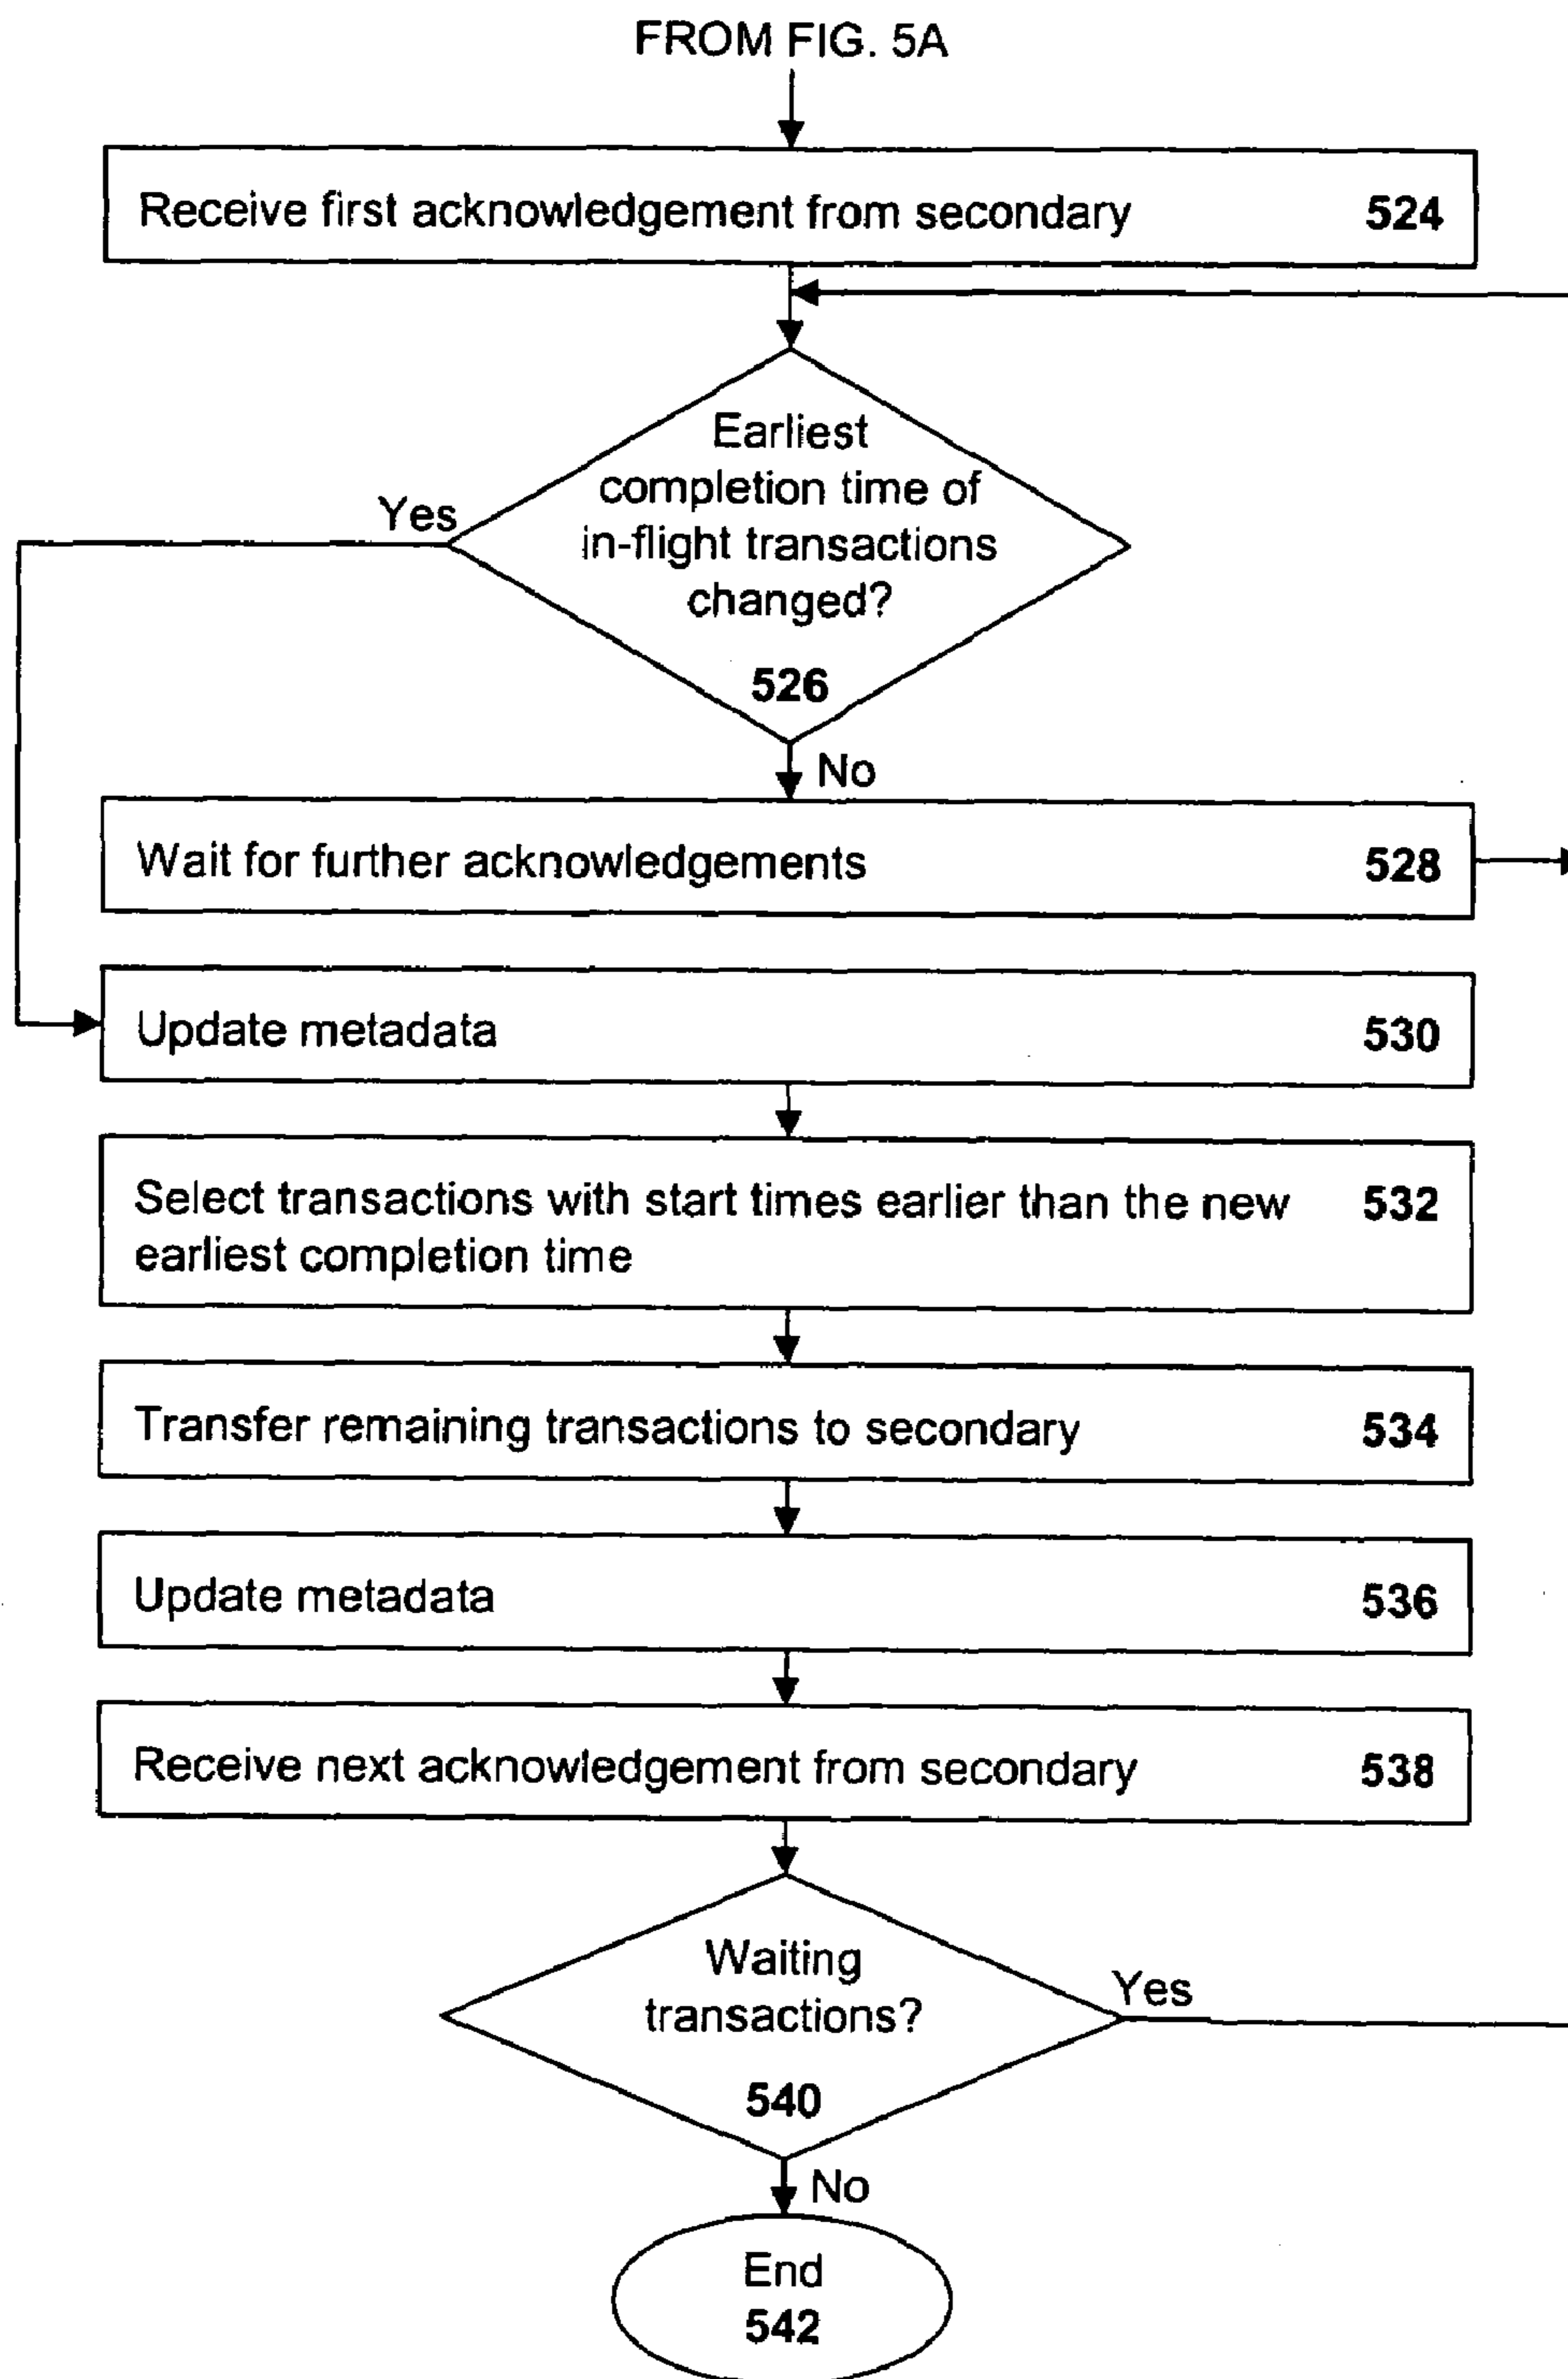 FROM FIG. 5A
Receive first acknowledgement from secondary 524
Earliest
completion time of
in-flight transactions
changed?
526
Yes
No
Wait for further acknowledgements 528
Update metadata 530
Select transactions with start times earlier than the new 532
earliest completion time
Transfer remaining transactions to secondary 534
Update metadata 536
Receive next acknowledgement from secondary 538
Waiting
transactions?
540
Yes
No
End
542